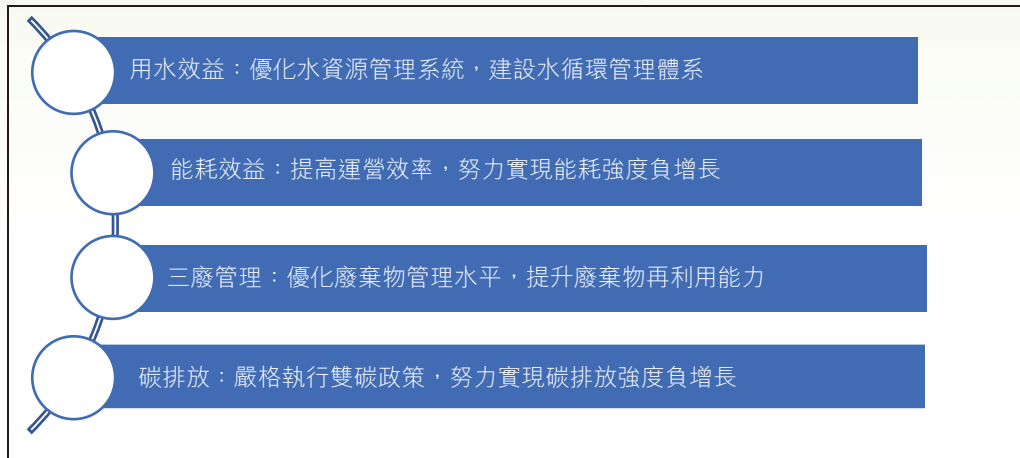 用水效益：優化水資源管理系統，建設水循環管理體系
能耗效益：提高運營效率，努力實現能耗強度負增長
三廢管理：優化廢棄物管理水平，提升廢棄物再利用能力
碳排放：嚴格執行雙碳政策，努力實現碳排放強度負增長